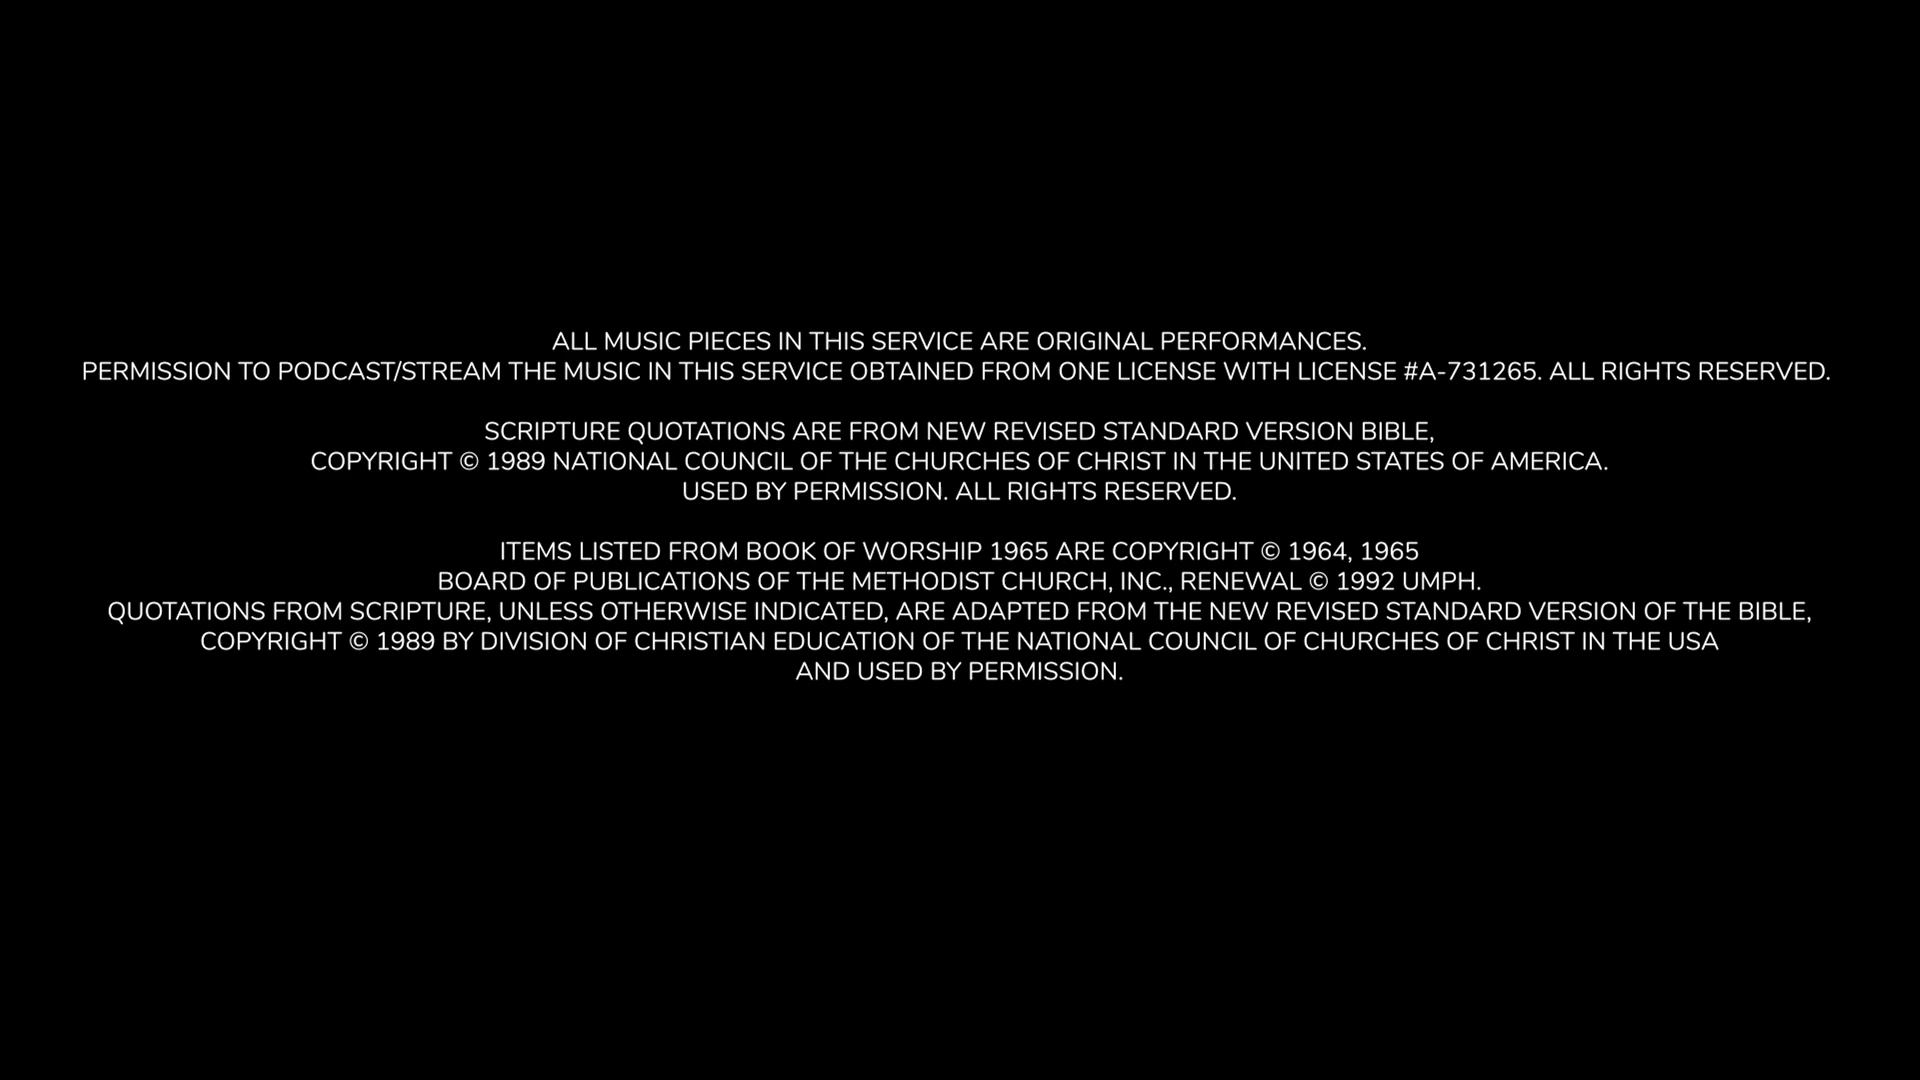 ALL MUSIC PIECES IN THIS SERVICE ARE ORIGINAL PERFORMANCES.
PERMISSION TO PODCAST/STREAM THE MUSIC IN THIS SERVICE OBTAINED FROM ONE LICENSE WITH LICENSE #A-731265. ALL RIGHTS RESERVED.
SCRIPTURE QUOTATIONS ARE FROM NEW REVISED STANDARD VERSION BIBLE,
COPYRIGHT © 1989 NATIONAL COUNCIL OF THE CHURCHES OF CHRIST IN THE UNITED STATES OF AMERICA.
USED BY PERMISSION. ALL RIGHTS RESERVED.
ITEMS LISTED FROM BOOK OF WORSHIP 1965 ARE COPYRIGHT © 1964, 1965
BOARD OF PUBLICATIONS OF THE METHODIST CHURCH, INC., RENEWAL © 1992 UMPH.
QUOTATIONS FROM SCRIPTURE, UNLESS OTHERWISE INDICATED, ARE ADAPTED FROM THE NEW REVISED STANDARD VERSION OF THE BIBLE,
COPYRIGHT © 1989 BY DIVISION OF CHRISTIAN EDUCATION OF THE NATIONAL COUNCIL OF CHURCHES OF CHRIST IN THE USA
AND USED BY PERMISSION.